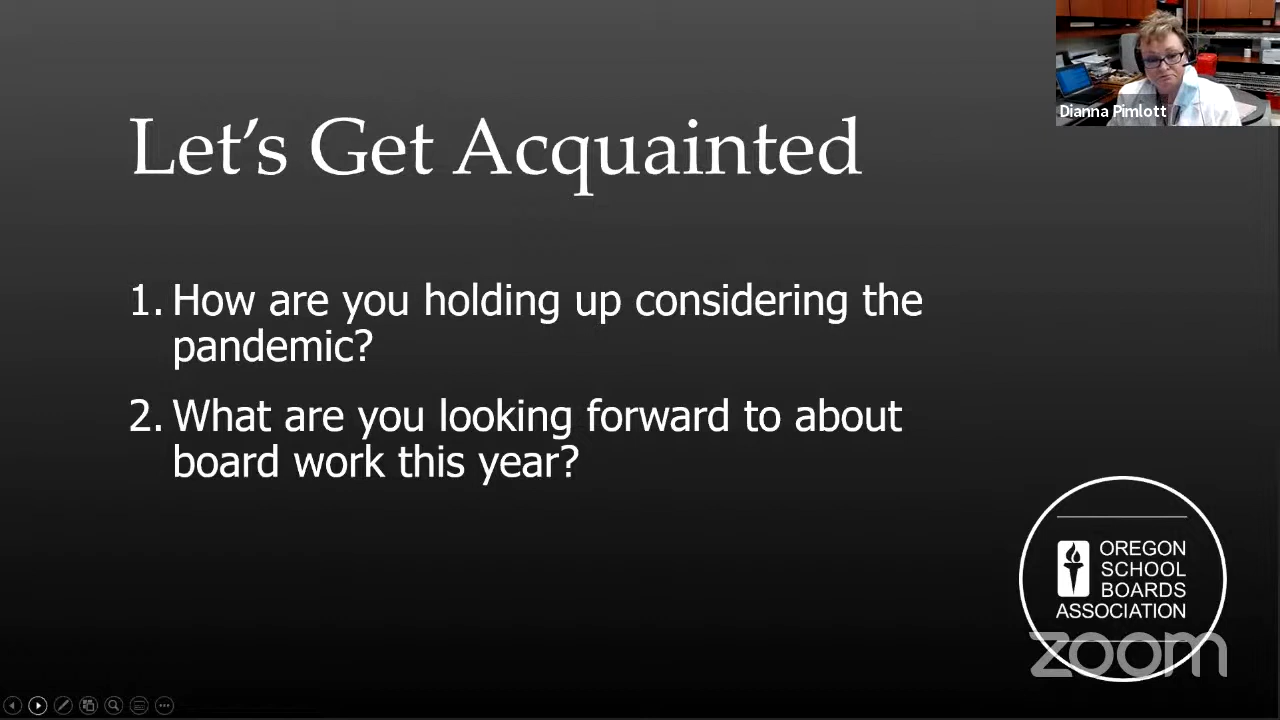 Let's Get Acquainted
Dianna Pimlott
1. How are you holding up considering the
pandemic?
2. What are you looking forward to about
board work this year?
OREGON
SCHOOL
BOARDS
ASSOCIATION
zoom